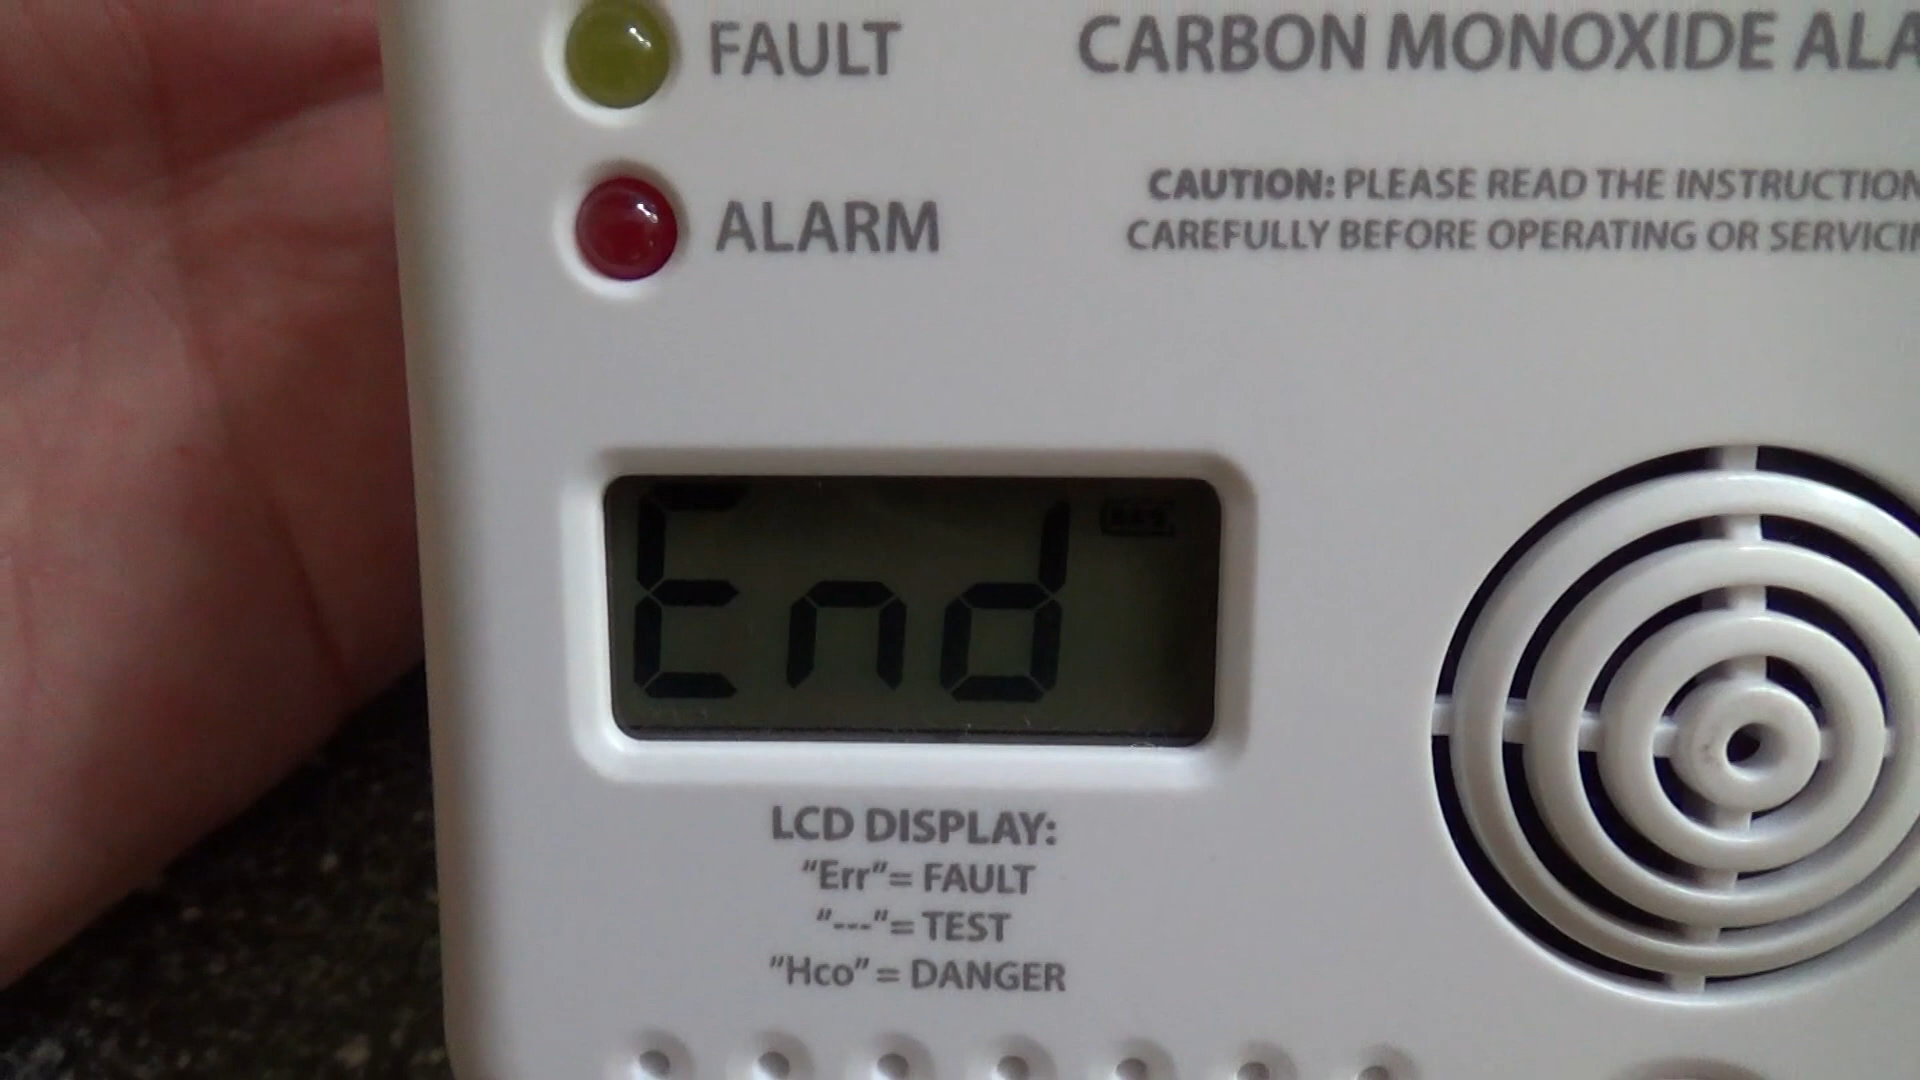 FAULT
CARBON MONOXIDE ALA
CAUTION: PLEASE READ THE INSTRUCTION
CAREFULLY BEFORE OPERATING OR SERVICIN
ALARM
End
LCD DISPLAY:
"Err"= FAULT
"---"= TEST
"Hco" = DANGER